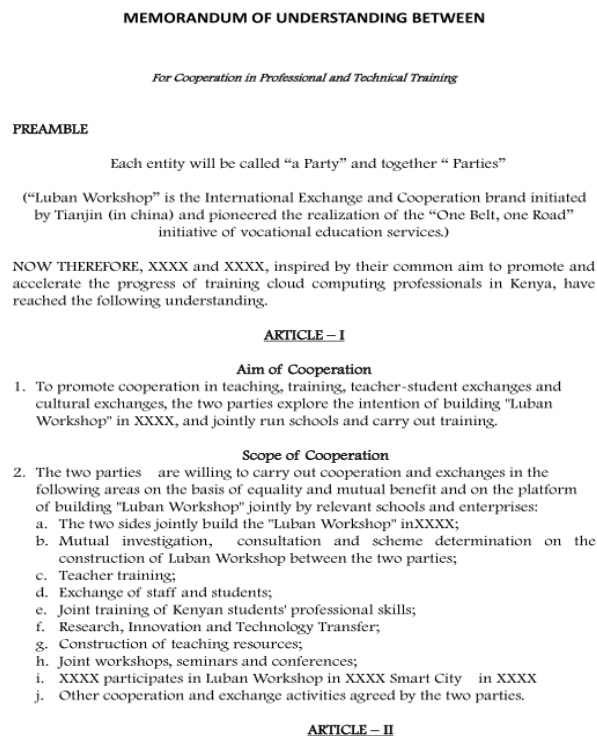 MEMORANDUM OF UNDERSTANDING BETWEEN
For Cooperation in Professional and Technical Training
PREAMBLE
Each entity will be called “a Party” and together “ Parties”
(“Luban Workshop” is the International Exchange and Cooperation brand initiated
by Tianjin (in china) and pioneered the realization of the “One Belt, one Road”
initiative of vocational education services.)
NOW THEREFORE, XXXX and XXXX, inspired by their common aim to promote and
accelerate the progress of training cloud computing professionals in Kenya, have
reached the following understanding.
ARTICLE – I
Aim of Cooperation
1. To promote cooperation in teaching, training, teacher-student exchanges and
cultural exchanges, the two parties explore the intention of building "Luban
Workshop" in XXXX, and jointly run schools and carry out training.
Scope of Cooperation
2. The two parties are willing to carry out cooperation and exchanges in the
following areas on the basis of equality and mutual benefit and on the platform
of building "Luban Workshop" jointly by relevant schools and enterprises:
a. The two sides jointly build the "Luban Workshop" inXXXX;
b. Mutual investigation, consultation and scheme determination on the
construction of Luban Workshop between the two parties;
c. Teacher training;
d. Exchange of staff and students;
e. Joint training of Kenyan students' professional skills;
f. Research, Innovation and Technology Transfer;
g. Construction of teaching resources;
h. Joint workshops, seminars and conferences;
i. XXXX participates in Luban Workshop in XXXX Smart City in XXXX
j. Other cooperation and exchange activities agreed by the two parties.
ARTICLE – II